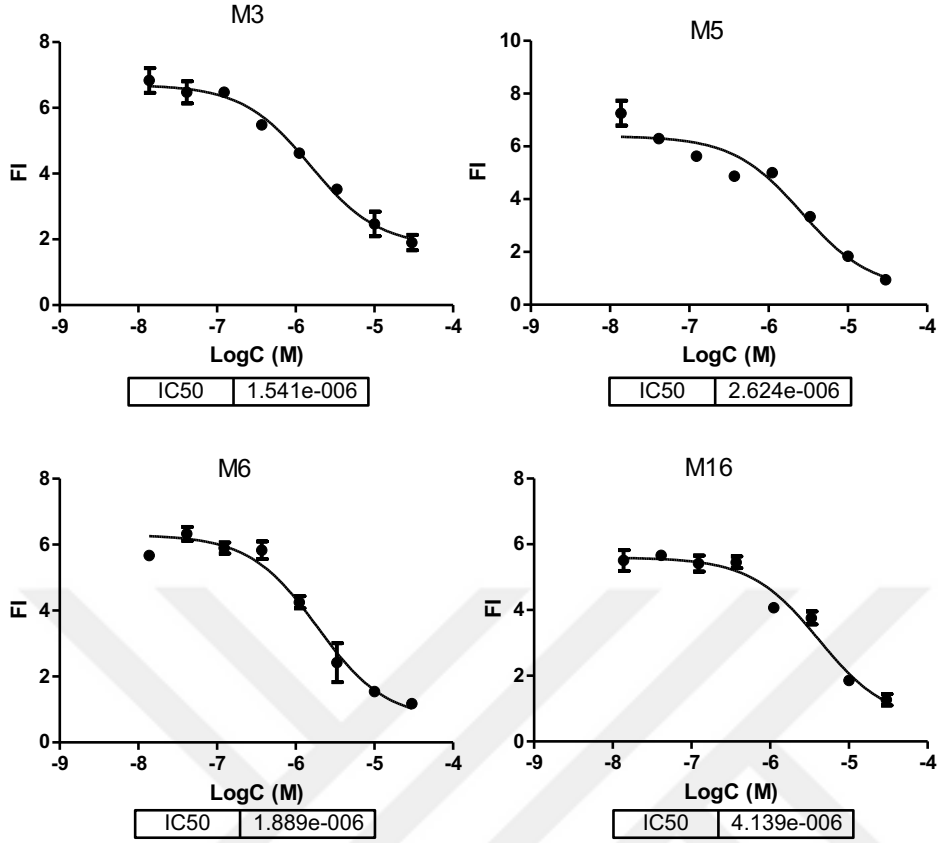 M3
8
6
4
2
0
FI
-9 -8 -7 -6 -5 -4
LogC (M)
IC50 1.541e-006
M5
10
8
6
4
2
0
FI
-9 -8 -7 -6 -5 -4
LogC (M)
IC50 2.624e-006
M6
8
6
4
2
0
FI
-9 -8 -7 -6 -5 -4
LogC (M)
IC50 1.889e-006
M16
8
6
4
2
0
FI
-9 -8 -7 -6 -5 -4
LogC (M)
IC50 4.139e-006